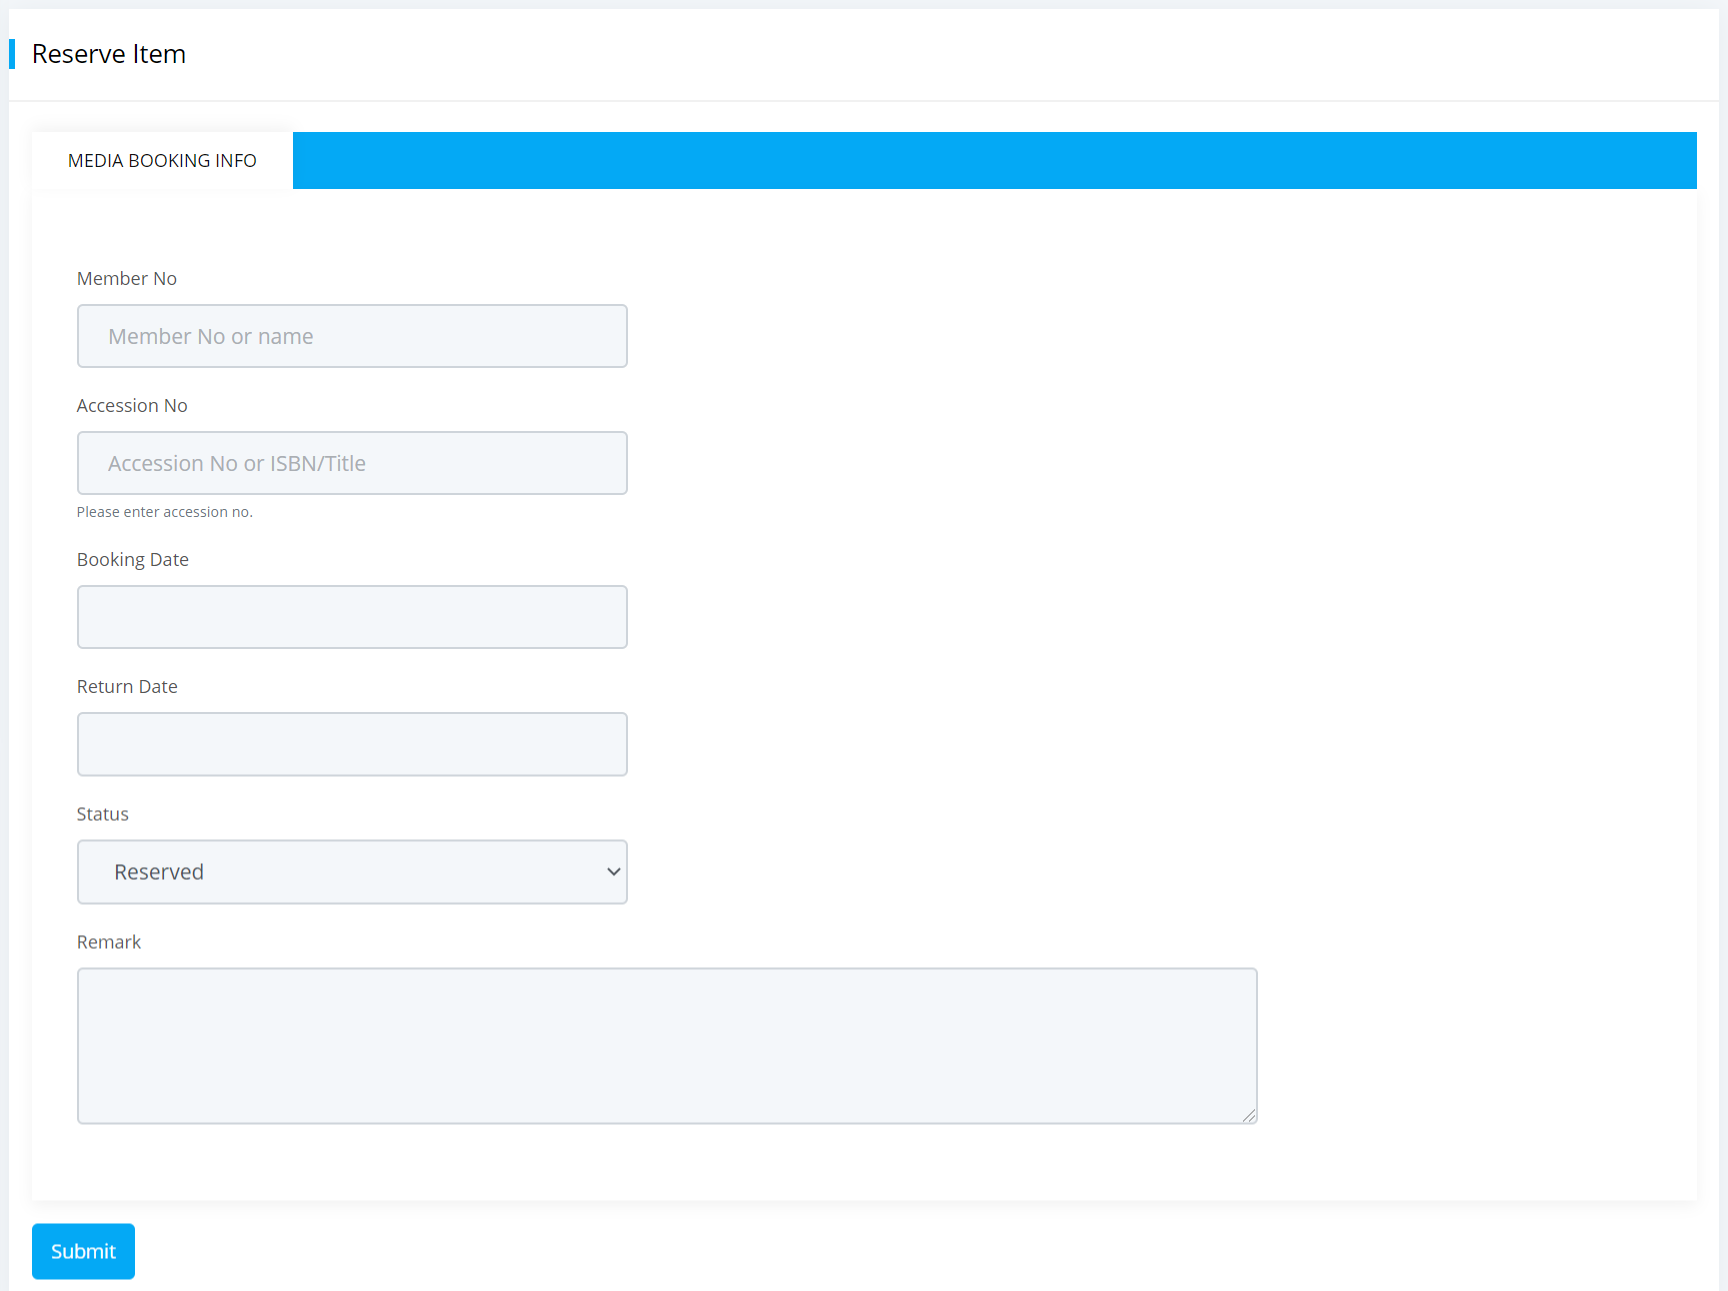 Reserve Item
MEDIA BOOKING INFO
Member No
Member No or name
Accession No
Accession No or ISBN/Title
Please enter accession no.
Booking Date
Return Date
Status
Reserved
Remark
Submit